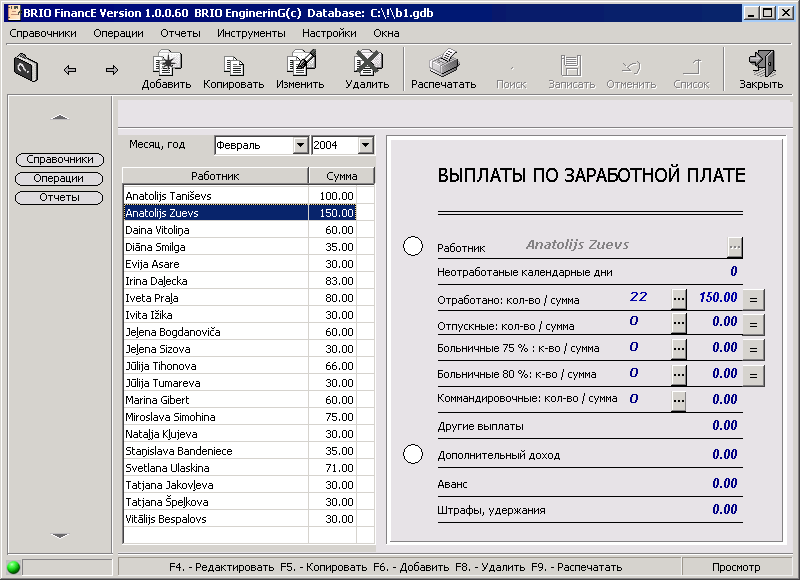 BRIO FinancE Version 1.0.0.60 BRIO EnginerinG(c) Database: C:\!\b1.gdb
Справочники Операции Отчеты Инструменты Настройки Окна
Добавить Копировать Изменить Удалить Распечатать Поиск Записать Отменить Список Закрыть
Справочники
Операции
Отчеты
Месяц, год Февраль 2004
Работник Сумма
Anatolijs Taniševs 100.00
Anatolijs Zuevs 150.00
Daina Vitoliņa 60.00
Diāna Smilga 35.00
Evija Asare 30.00
Irina Daļecka 83.00
Iveta Praļa 80.00
Ivita Ižika 30.00
Jeļena Bogdanoviča 60.00
Jeļena Sizova 30.00
Jūlija Tihonova 66.00
Jūlija Tumareva 30.00
Marina Gibert 60.00
Miroslava Simohina 75.00
Nataļja Kļujeva 30.00
Staņislava Bandeniece 35.00
Svetlana Ulaskina 71.00
Tatjana Jakovļeva 30.00
Tatjana Špeļkova 30.00
Vitālijs Bespalovs 30.00
ВЫПЛАТЫ ПО ЗАРАБОТНОЙ ПЛАТЕ
Работник Anatolijs Zuevs ...
Неотработаные календарные дни 0
Отработано: кол-во / сумма 22 ... 150.00 =
Отпускные: кол-во / сумма 0 ... 0.00 =
Больничные 75 % : к-во / сумма 0 ... 0.00 =
Больничные 80 %: к-во / сумма 0 ... 0.00 =
Коммандировочные: кол-во / сумма 0 ... 0.00
Другие выплаты 0.00
Дополнительный доход 0.00
Аванс 0.00
Штрафы, удержания 0.00
F4. - Редактировать F5. - Копировать F6. - Добавить F8. - Удалить F9. - Распечатать Просмотр